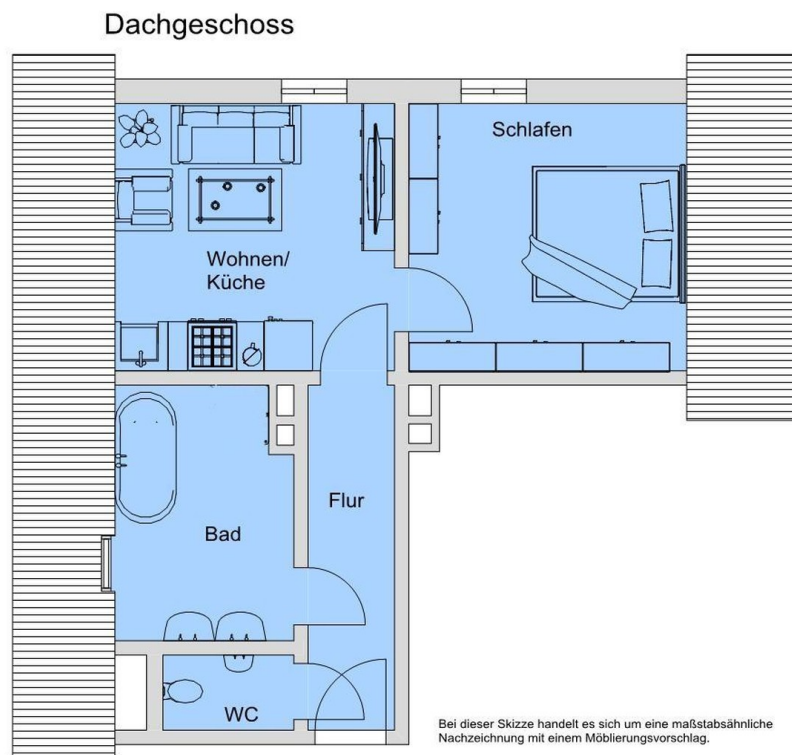 Dachgeschoss
Schlafen
Wohnen/
Küche
Flur
Bad
WC
Bei dieser Skizze handelt es sich um eine maßstabsähnliche
Nachzeichnung mit einem Möblierungsvorschlag.